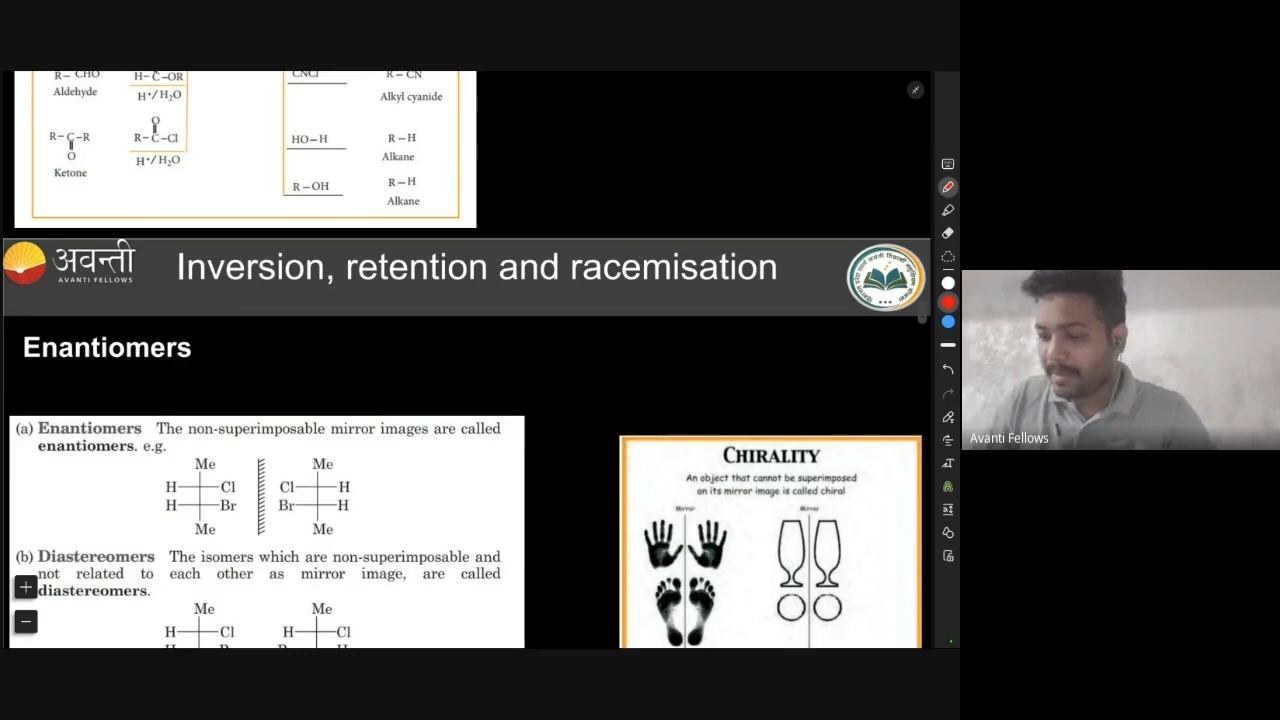 R– CHO
H–C–OR
CNCl
R–CN
Aldehyde
H⁺/H₂O
Alkyl cyanide
O
R–C–R
R–C–Cl
HO–H
R–H
O
H⁺/H₂O
Alkane
Ketone
R–OH
R–H
Alkane
अवन्ती
AVANTI FELLOWS
Inversion, retention and racemisation
Enantiomers
(a) Enantiomers The non-superimposable mirror images are called
enantiomers. e.g.
Me Me
H Cl Cl H
H Br Br H
Me Me
(b) Diastereomers The isomers which are non-superimposable and
not related to each other as mirror image, are called
diastereomers.
Me Me
H Cl H Cl
CHIRALITY
An object that cannot be superimposed
on its mirror image is called chiral
Mirror Mirror
Avanti Fellows